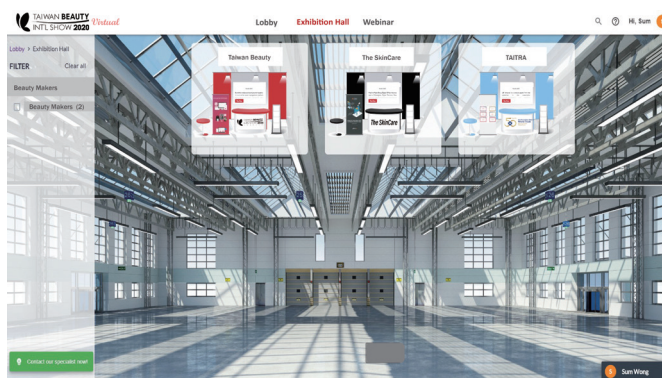 TAIWAN BEAUTY
INTL SHOW 2020
Virtual
Lobby
Exhibition Hall
Webinar
Hi, Sum
Lobby > Exhibition Hall
FILTER
Clear all
Beauty Makers
Beauty Makers (2)
Taiwan Beauty
The SkinCare
TAITRA
The SkinCare
Contact our specialist now!
S
Sum Wong